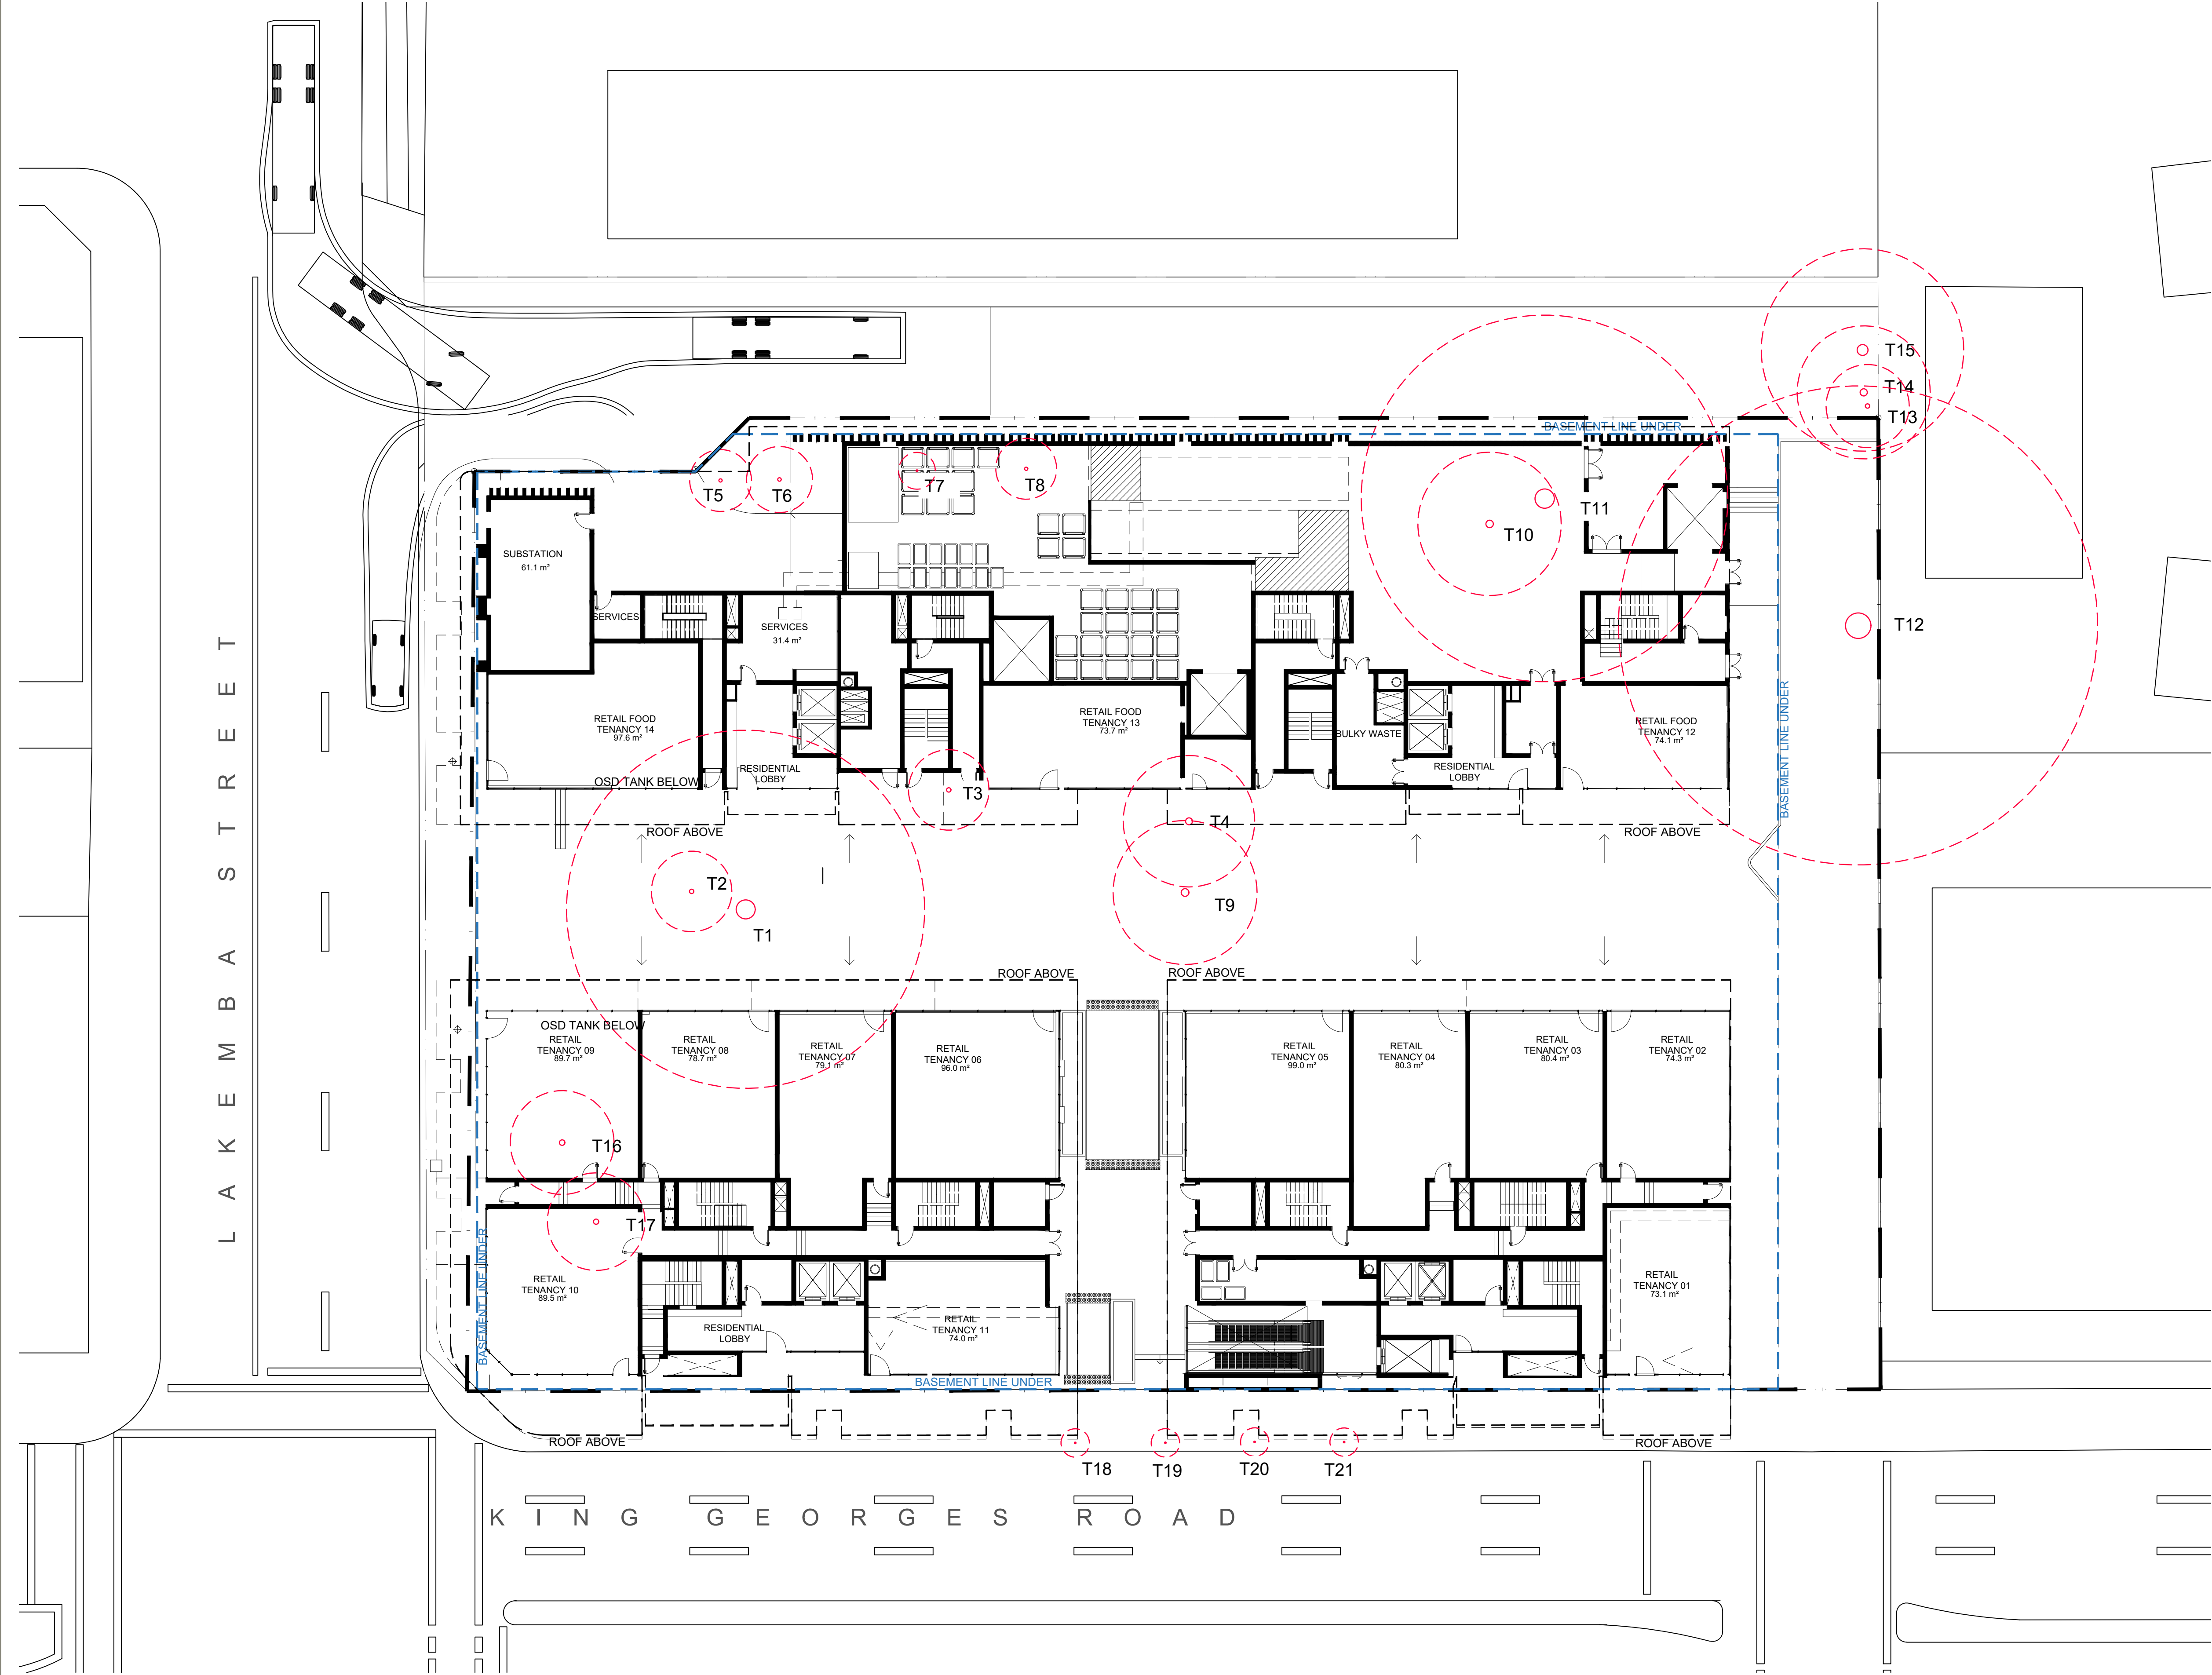 T15
T14
T13
BASEMENT LINE UNDER
T5
T6
T7
T8
T10
T11
T12
SUBSTATION
61.1 m²
SERVICES
SERVICES
31.4 m²
RETAIL FOOD
TENANCY 14
97.6 m²
RETAIL FOOD
TENANCY 13
73.7 m²
RETAIL FOOD
TENANCY 12
74.1 m²
BULKY WASTE
RESIDENTIAL
LOBBY
RESIDENTIAL
LOBBY
OSD TANK BELOW
T3
T4
ROOF ABOVE
ROOF ABOVE
BASEMENT LINE UNDER
T2
T1
T9
LAKEMBA STREET
ROOF ABOVE
ROOF ABOVE
OSD TANK BELOW
RETAIL
TENANCY 09
89.7 m²
RETAIL
TENANCY 08
78.7 m²
RETAIL
TENANCY 07
79.1 m²
RETAIL
TENANCY 06
96.0 m²
RETAIL
TENANCY 05
99.0 m²
RETAIL
TENANCY 04
80.3 m²
RETAIL
TENANCY 03
80.4 m²
RETAIL
TENANCY 02
74.3 m²
T16
T17
BASEMENT LINE UNDER
RETAIL
TENANCY 10
89.5 m²
RESIDENTIAL
LOBBY
RETAIL
TENANCY 11
74.0 m²
RETAIL
TENANCY 01
73.1 m²
BASEMENT LINE UNDER
ROOF ABOVE
ROOF ABOVE
T18
T19
T20
T21
KING GEORGES ROAD